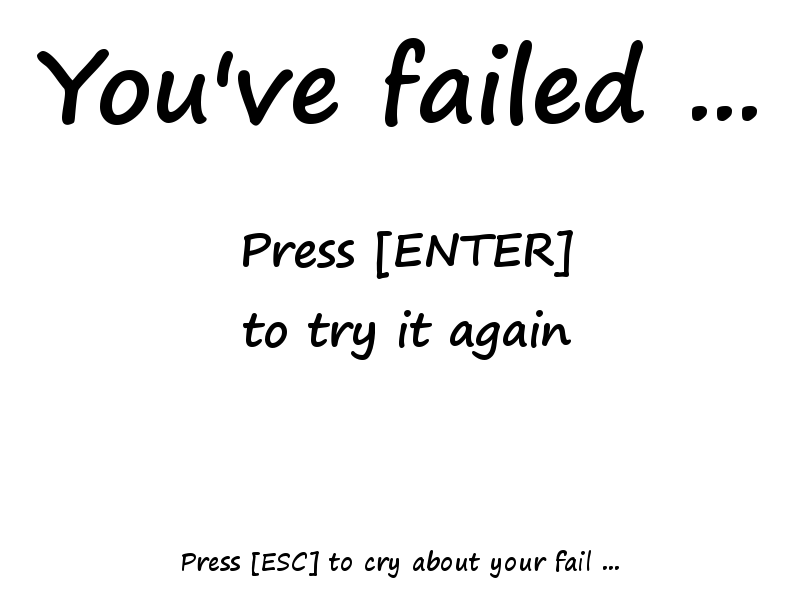 You've failed ...
Press [ENTER]
to try it again
Press [ESC] to cry about your fail ...